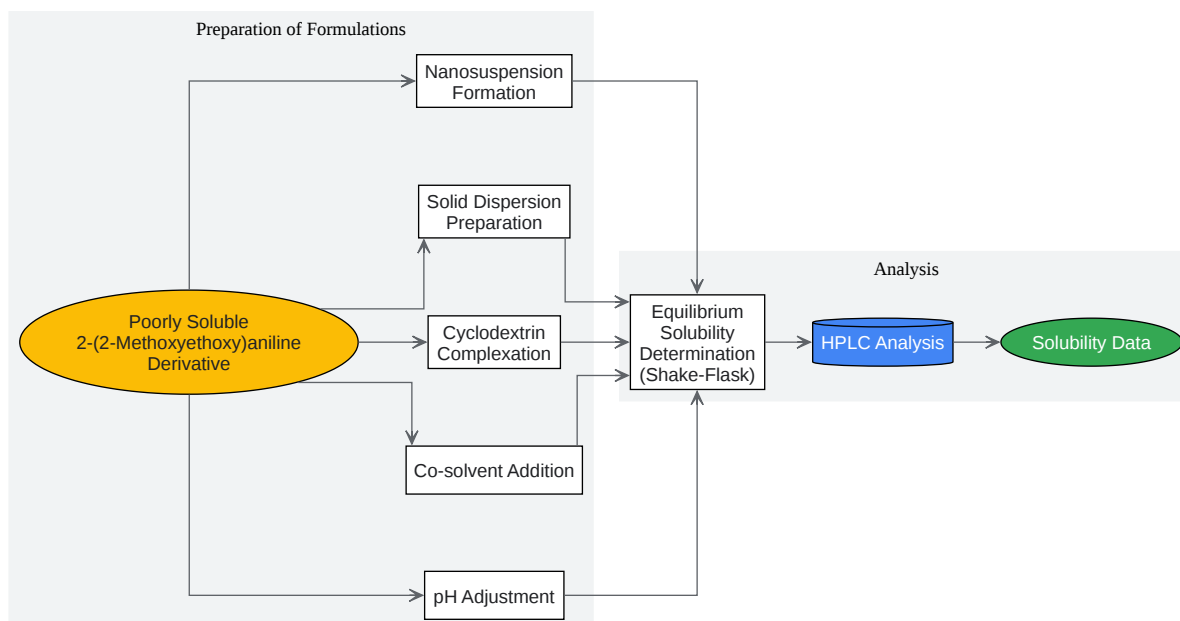 Preparation of Formulations
Nanosuspension
Formation
Solid Dispersion
Preparation
Poorly Soluble
2-(2-Methoxyethoxy)aniline
Derivative
Cyclodextrin
Complexation
Co-solvent Addition
pH Adjustment
Analysis
Equilibrium
Solubility
Determination
(Shake-Flask)
HPLC Analysis
Solubility Data